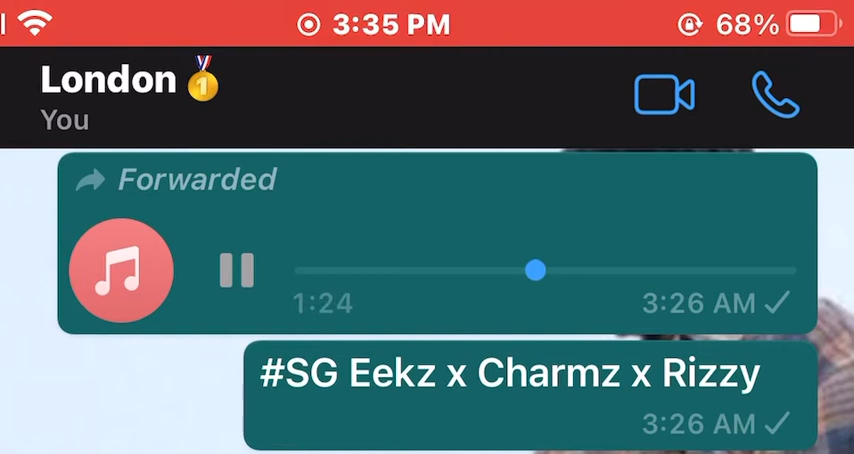 3:35 PM
68%
London 🥇
You
Forwarded
1:24
3:26 AM
#SG Eekz x Charmz x Rizzy
3:26 AM